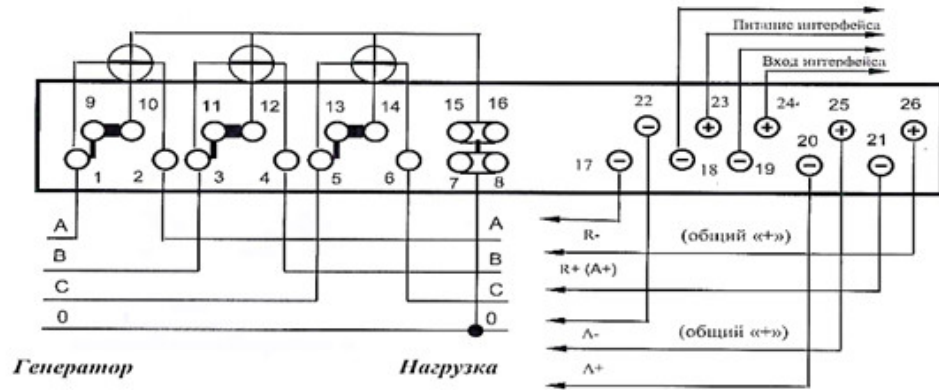 Питание интерфейса
Вход интерфейса
9 10 11 12 13 14 15 16 22 23 24 25 26
1 2 3 4 5 6 7 8 17 18 19 20 21
A A
B B
C C
0 0
R-
(общий «+»)
R+ (A+)
A-
(общий «+»)
A+
Генератор Нагрузка